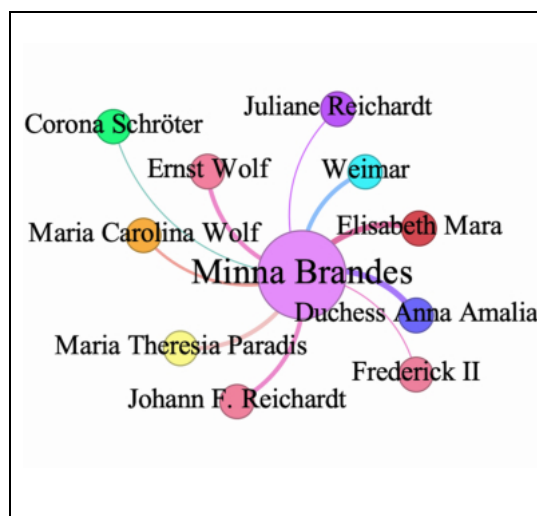 Juliane Reichardt
Corona Schröter
Ernst Wolf
Weimar
Elisabeth Mara
Maria Carolina Wolf
Minna Brandes
Duchess Anna Amalia
Maria Theresia Paradis
Frederick II
Johann F. Reichardt